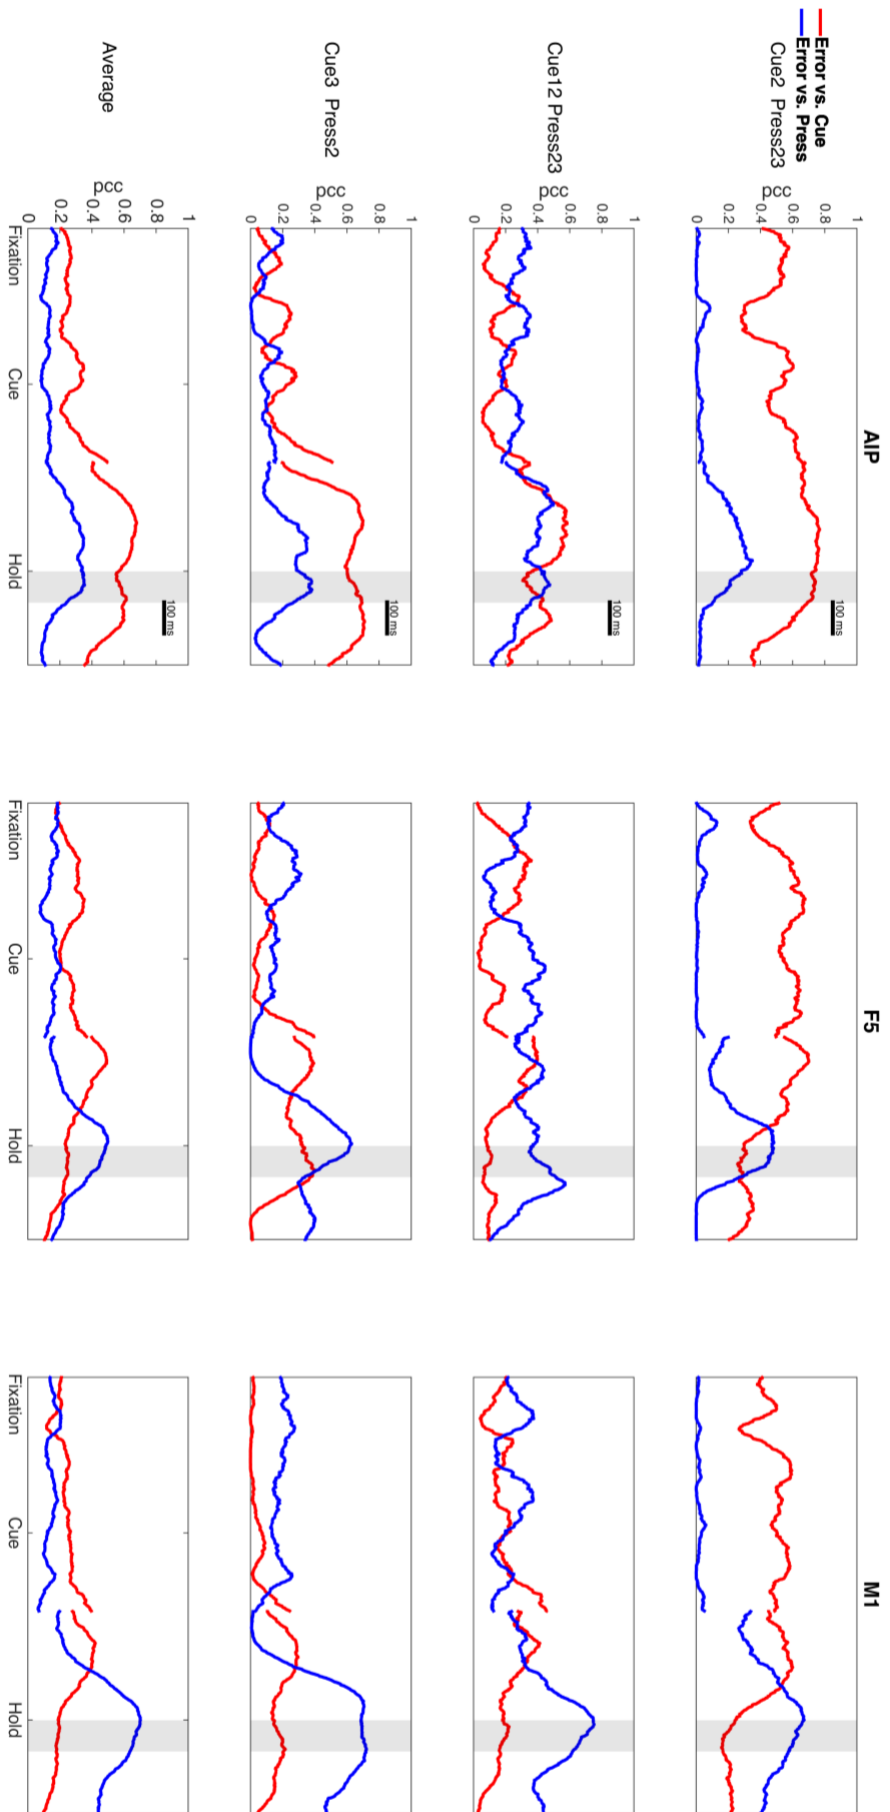 AIP
F5
M1
Error vs. Cue
Error vs. Press
Cue2 Press23
pcc
1
0.8
0.6
0.4
0.2
0
100 ms
Cue12 Press23
pcc
1
0.8
0.6
0.4
0.2
0
100 ms
Cue3 Press2
pcc
1
0.8
0.6
0.4
0.2
0
100 ms
Average
pcc
1
0.8
0.6
0.4
0.2
0
100 ms
Fixation Cue Hold
Fixation Cue Hold
Fixation Cue Hold